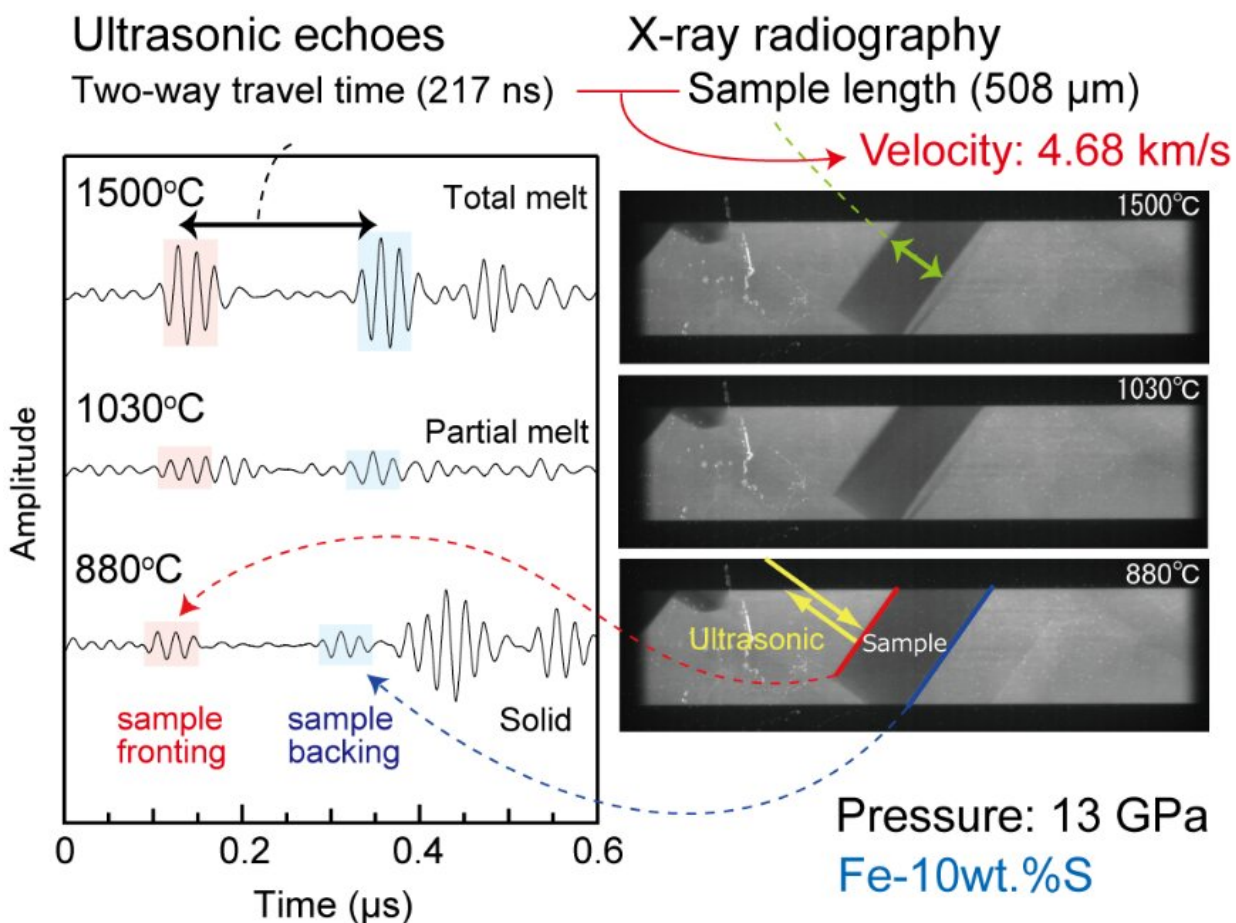 Ultrasonic echoes
Two-way travel time (217 ns)
X-ray radiography
Sample length (508 µm)
Velocity: 4.68 km/s
1500°C
Total melt
1030°C
Partial melt
880°C
Solid
sample
fronting
sample
backing
Amplitude
0
0.2
0.4
0.6
Time (µs)
1500℃
1030℃
880℃
Ultrasonic
Sample
Pressure: 13 GPa
Fe-10wt.%S